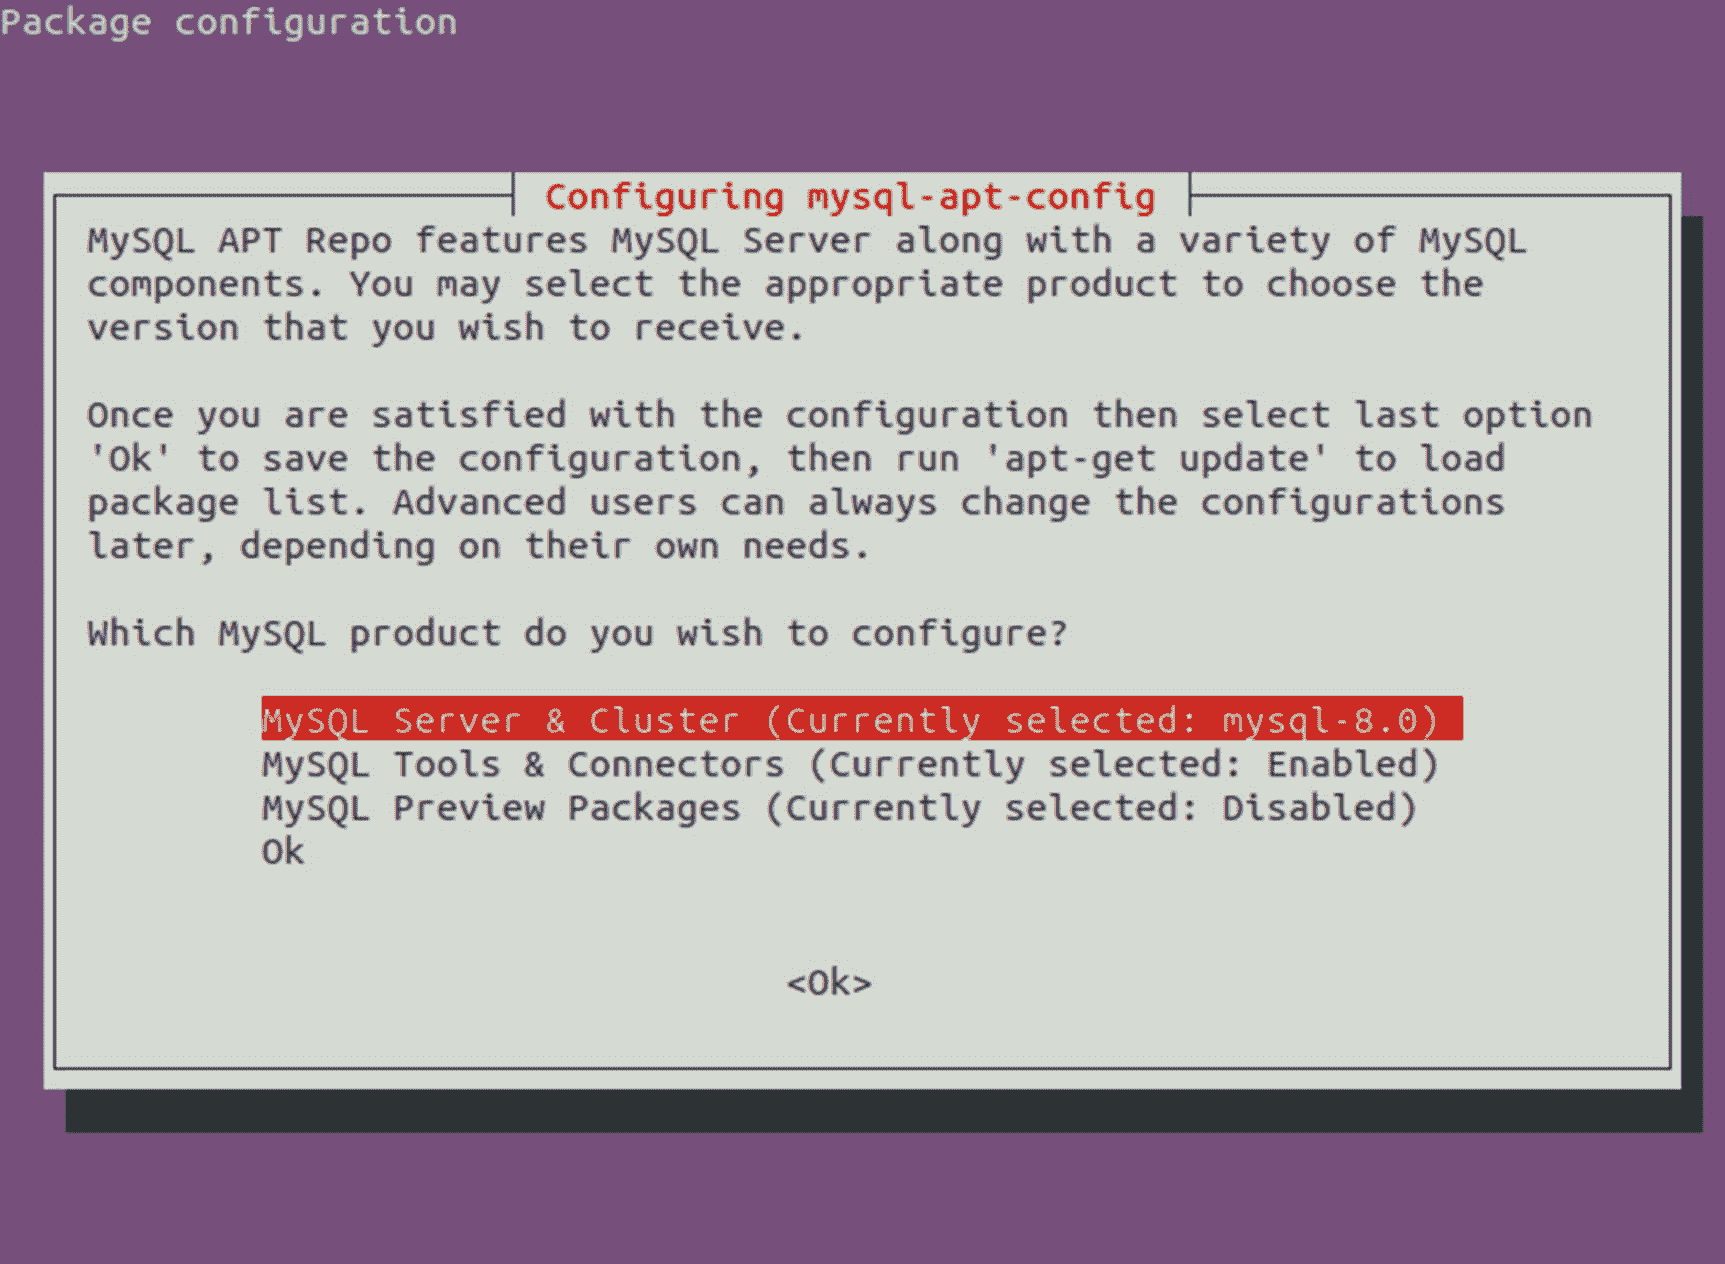 Package configuration
Configuring mysql-apt-config
MySQL APT Repo features MySQL Server along with a variety of MySQL
components. You may select the appropriate product to choose the
version that you wish to receive.
Once you are satisfied with the configuration then select last option
'Ok' to save the configuration, then run 'apt-get update' to load
package list. Advanced users can always change the configurations
later, depending on their own needs.
Which MySQL product do you wish to configure?
MySQL Server & Cluster (Currently selected: mysql-8.0)
MySQL Tools & Connectors (Currently selected: Enabled)
MySQL Preview Packages (Currently selected: Disabled)
Ok
<Ok>